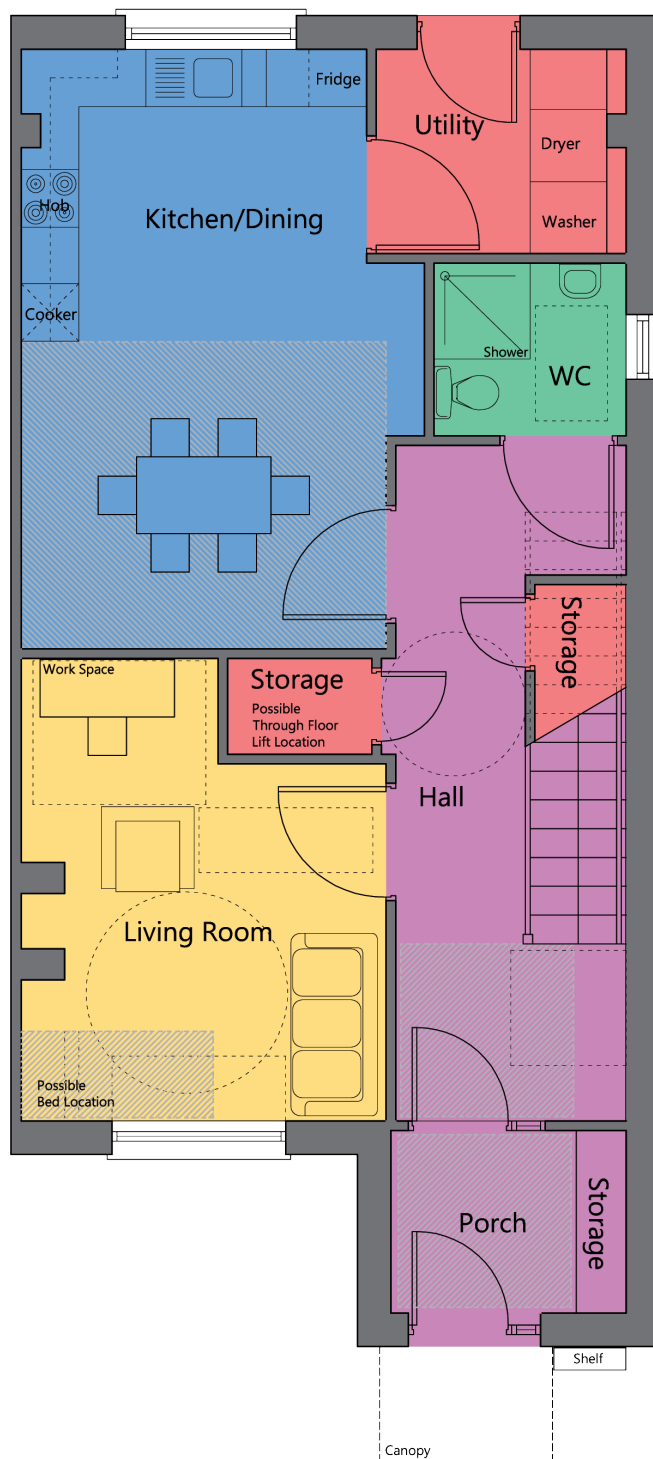 Fridge
Utility
Dryer
Hob
Kitchen/Dining
Washer
Cooker
Shower
WC
Storage
Work Space
Storage
Possible
Through Floor
Lift Location
Hall
Living Room
Possible
Bed Location
Storage
Porch
Shelf
Canopy